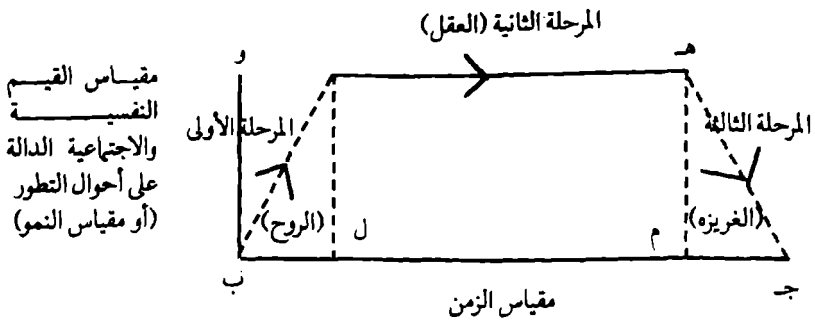 المرحلة الثانية (العقل)
و
هـ
مقياس القيم
النفسية
والاجتماعية الدالة
على أحوال التطور
(أو مقياس النمو)
المرحلة الأولى
(الروح)
المرحلة الثالثة
(الغريزه)
ل
م
ب
جـ
مقياس الزمن